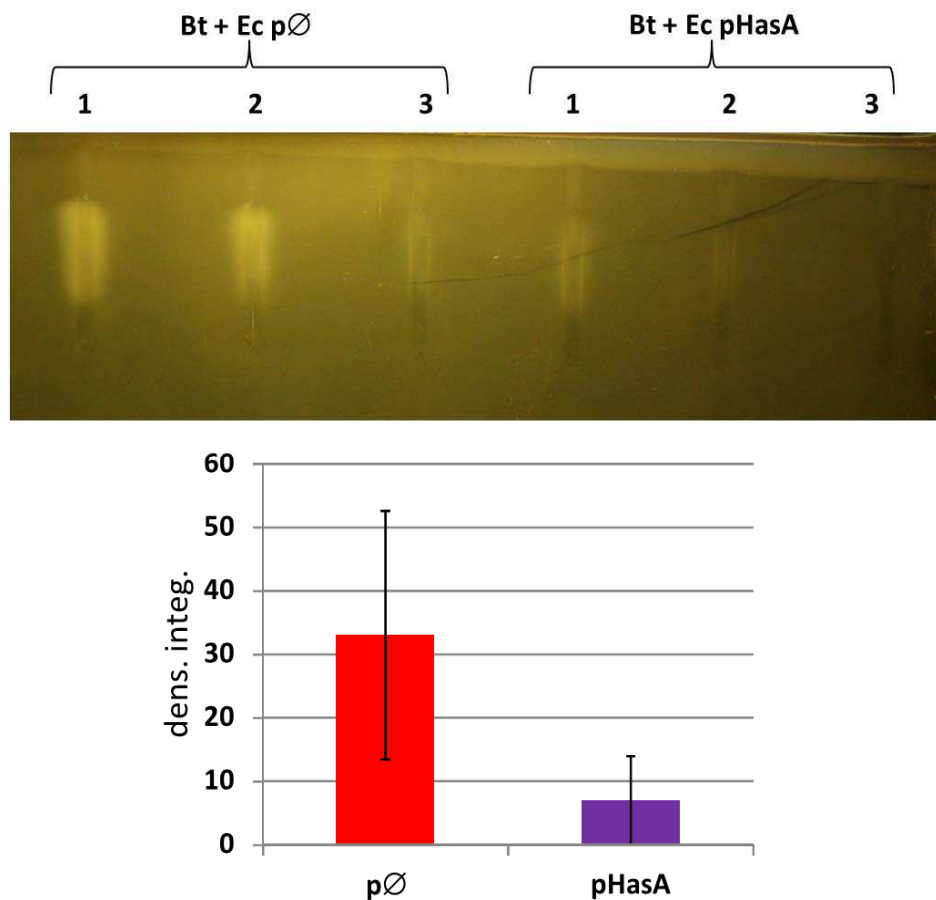 Bt + Ec p∅ Bt + Ec pHasA
1 2 3 1 2 3
60
50
40
30
20
10
0
dens. integ.
p∅ pHasA